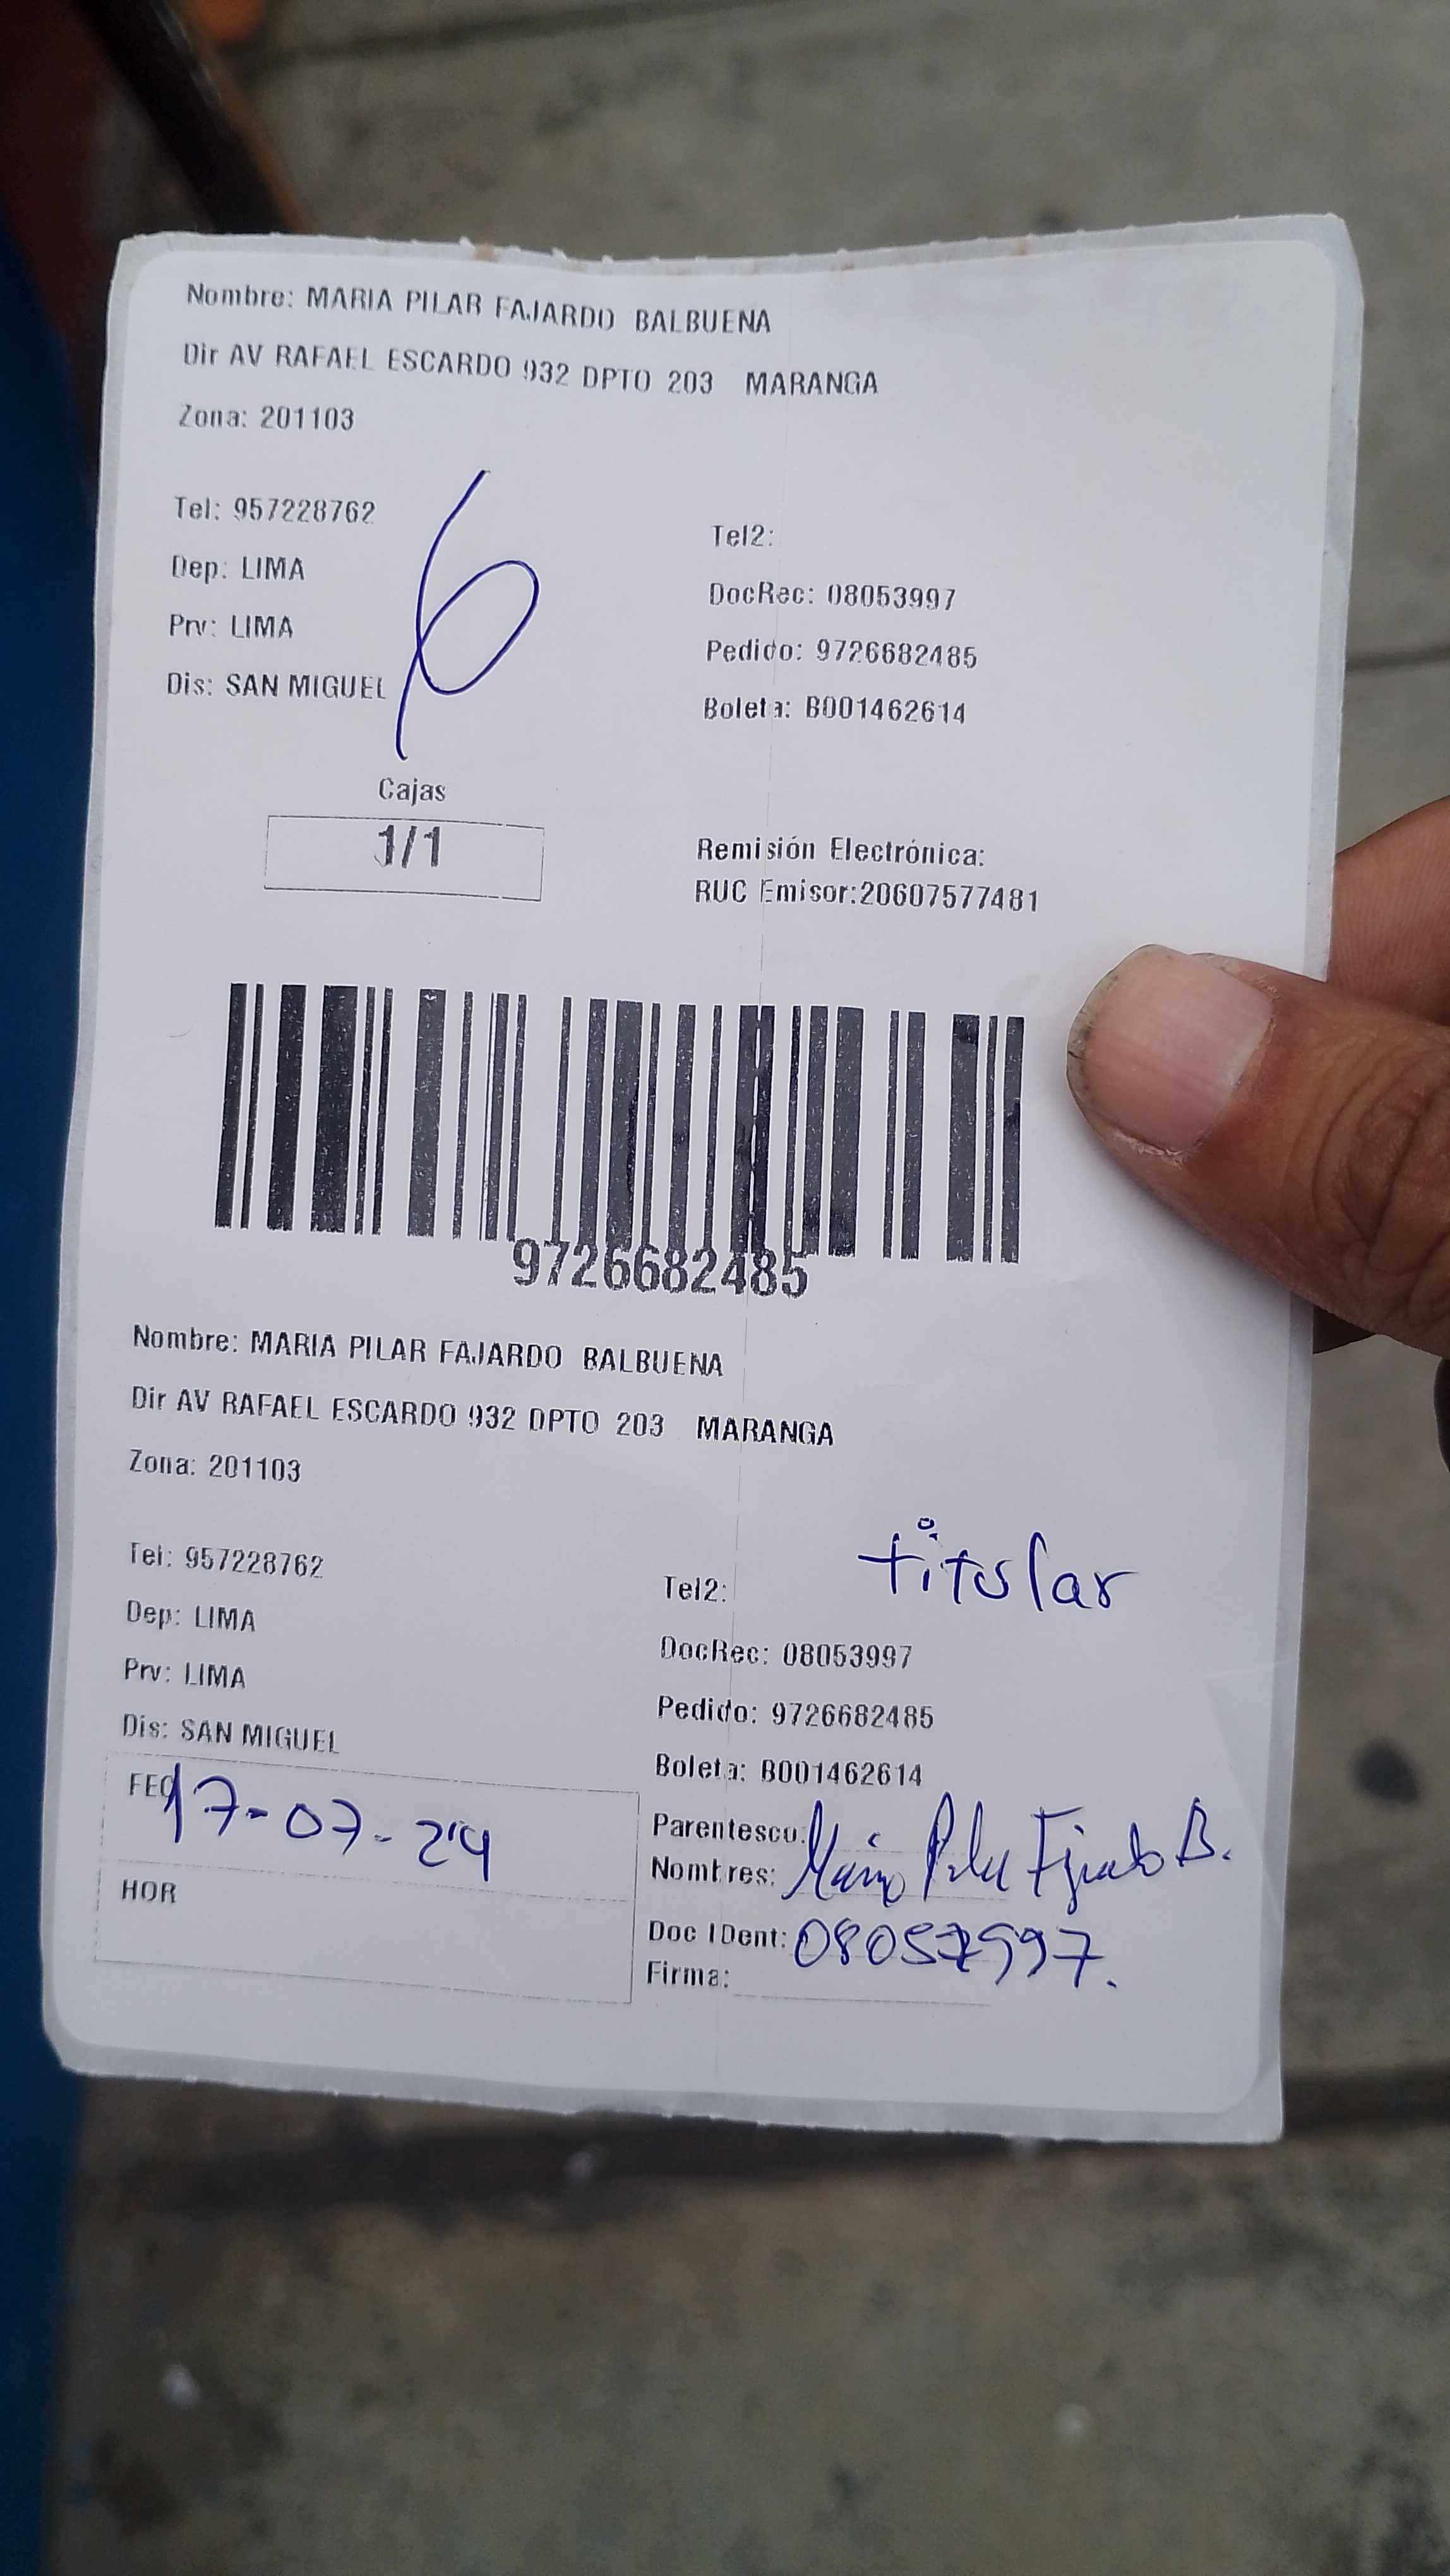 Nombre: MARIA PILAR FAJARDO BALBUENA
Dir AV RAFAEL ESCARDO 932 DPTO 203 MARANGA
Zona: 201103
Tel: 957228762
Tel2:
Dep: LIMA
DocRec: 08053997
Prv: LIMA
Pedido: 9726682485
Dis: SAN MIGUEL
Boleta: B001462614
6
Cajas
1/1
Remisión Electrónica:
RUC Emisor:20607577481
9726682485
Nombre: MARIA PILAR FAJARDO BALBUENA
Dir AV RAFAEL ESCARDO 932 DPTO 203 MARANGA
Zona: 201103
titular
Tel: 957228762
Tel2:
Dep: LIMA
DocRec: 08053997
Prv: LIMA
Pedido: 9726682485
Dis: SAN MIGUEL
Boleta: B001462614
FEC 17-07-24
Parentesco:
Nombres: Maria Pilar Fajardo B.
HOR
Doc IDent:
Firma: